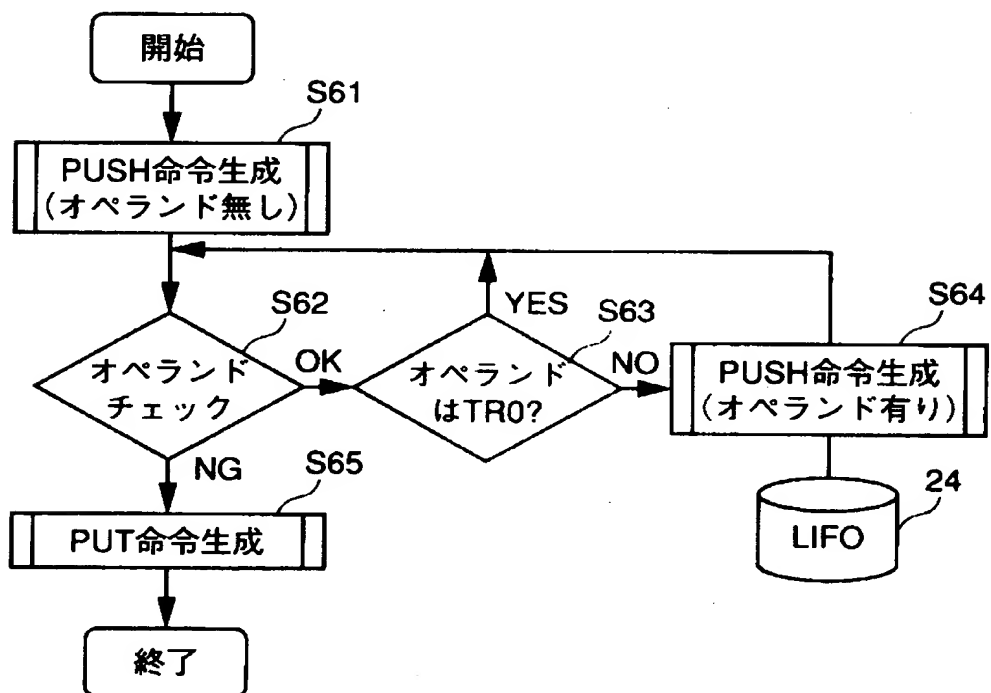 開始
S61
PUSH命令生成
(オペランド無し)
S62
オペランド
チェック
OK
NG
YES
S63
オペランド
はTR0?
NO
S64
PUSH命令生成
(オペランド有り)
24
LIFO
S65
PUT命令生成
終了